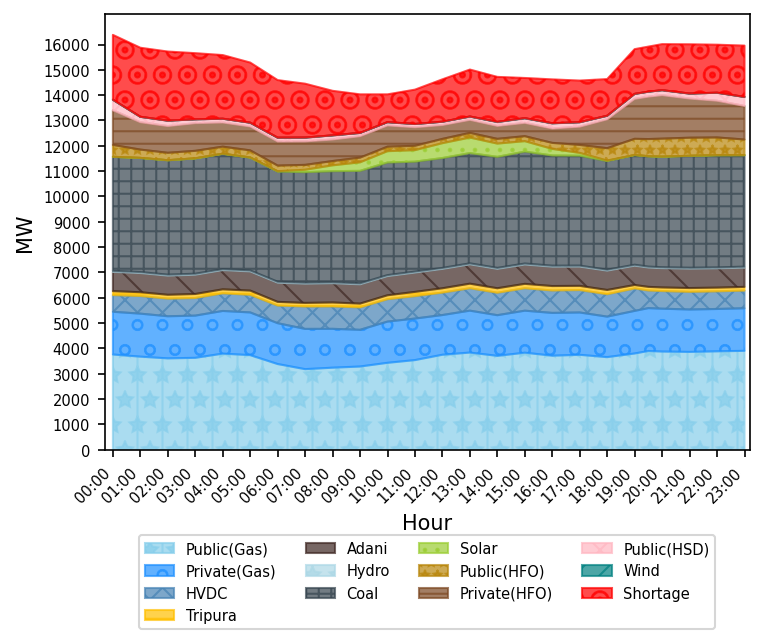 16000
15000
14000
13000
12000
11000
10000
9000
8000
7000
6000
5000
4000
3000
2000
1000
0
MW
00:00 01:00 02:00 03:00 04:00 05:00 06:00 07:00 08:00 09:00 10:00 11:00 12:00 13:00 14:00 15:00 16:00 17:00 18:00 19:00 20:00 21:00 22:00 23:00
Hour
Public(Gas) Adani Solar Public(HSD)
Private(Gas) Hydro Public(HFO) Wind
HVDC Coal Private(HFO) Shortage
Tripura